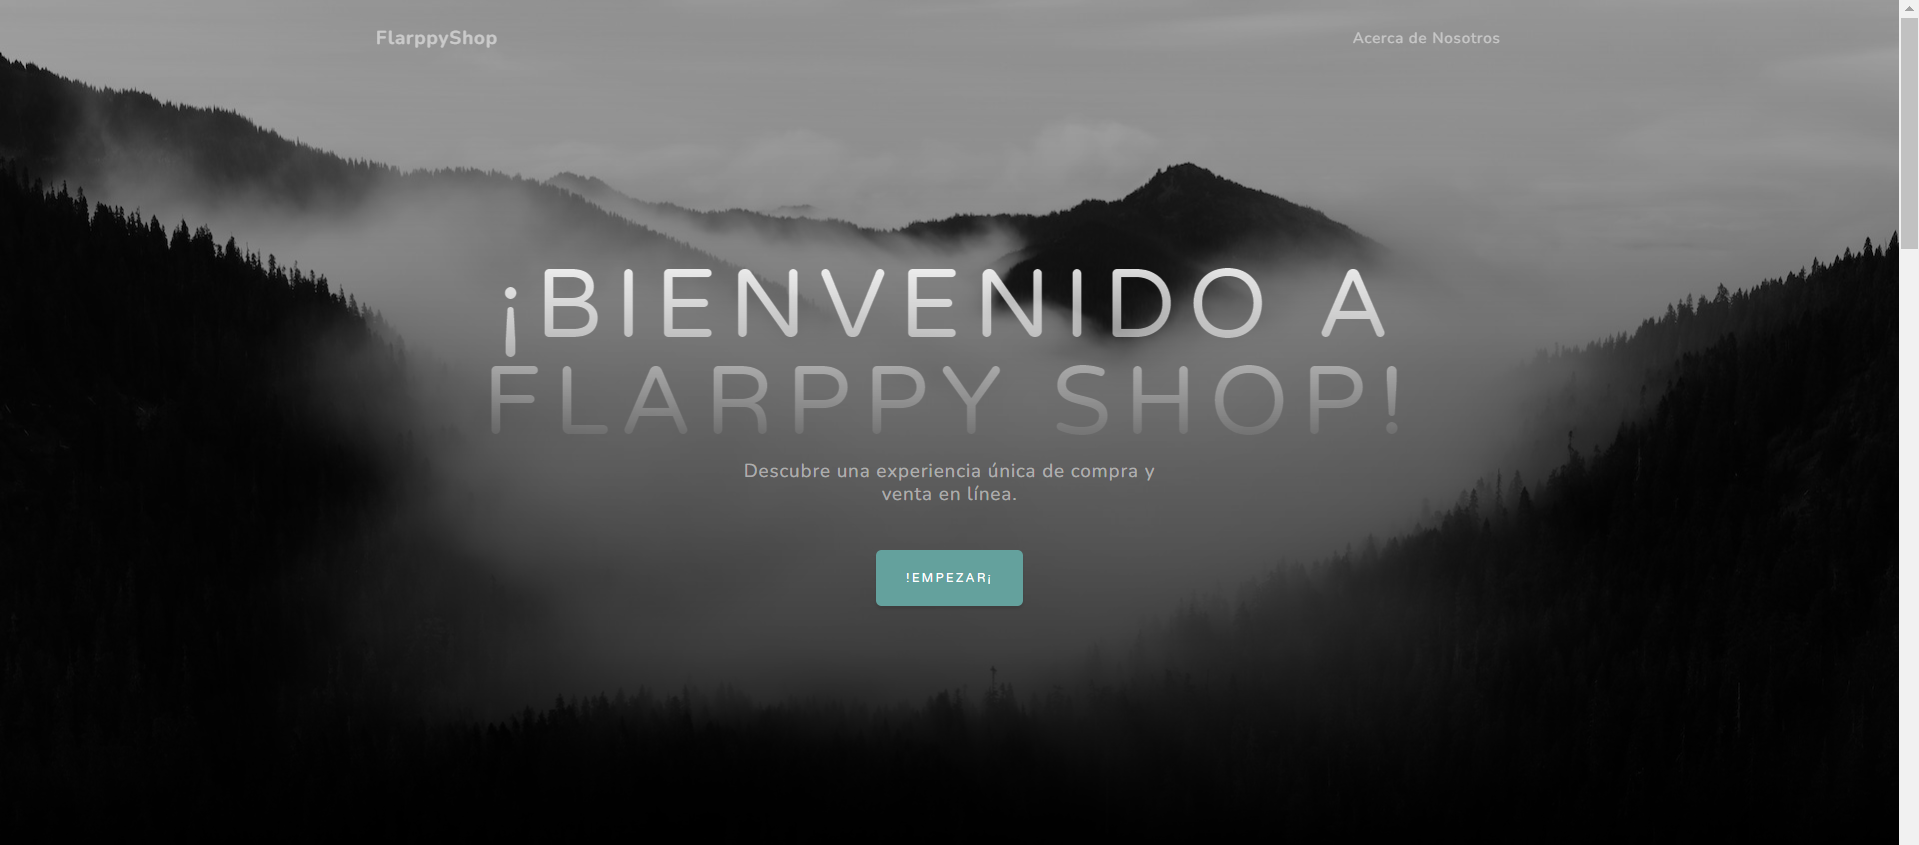 FlarppyShop
Acerca de Nosotros
¡BIENVENIDO A
FLARPPY SHOP!
Descubre una experiencia única de compra y
venta en línea.
!EMPEZAR¡